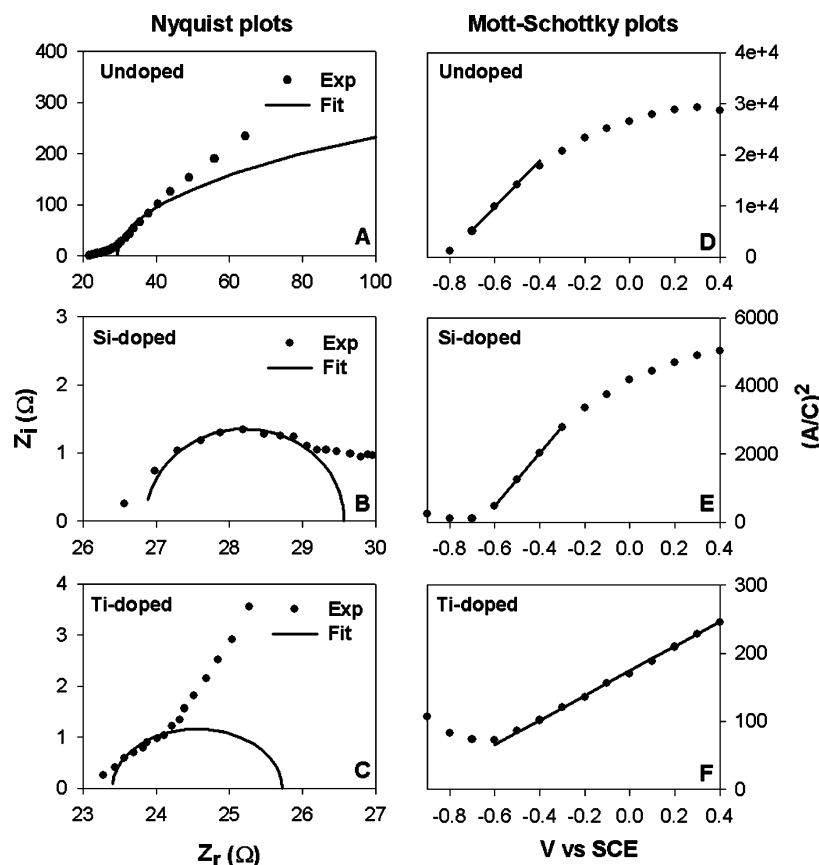 Nyquist plots
Mott-Schottky plots
400
300
200
100
0
Undoped
Exp
Fit
A
20 40 60 80 100
Undoped
D
4e+4
3e+4
2e+4
1e+4
0
-0.8 -0.6 -0.4 -0.2 0.0 0.2 0.4
3
2
1
0
Si-doped
Exp
Fit
B
26 27 28 29 30
Si-doped
E
6000
4000
2000
0
-0.8 -0.6 -0.4 -0.2 0.0 0.2 0.4
Zi (Ω)
(A/C)²
4
3
2
1
0
Ti-doped
Exp
Fit
C
23 24 25 26 27
Ti-doped
F
300
200
100
0
-0.8 -0.6 -0.4 -0.2 0.0 0.2 0.4
Zr (Ω)
V vs SCE